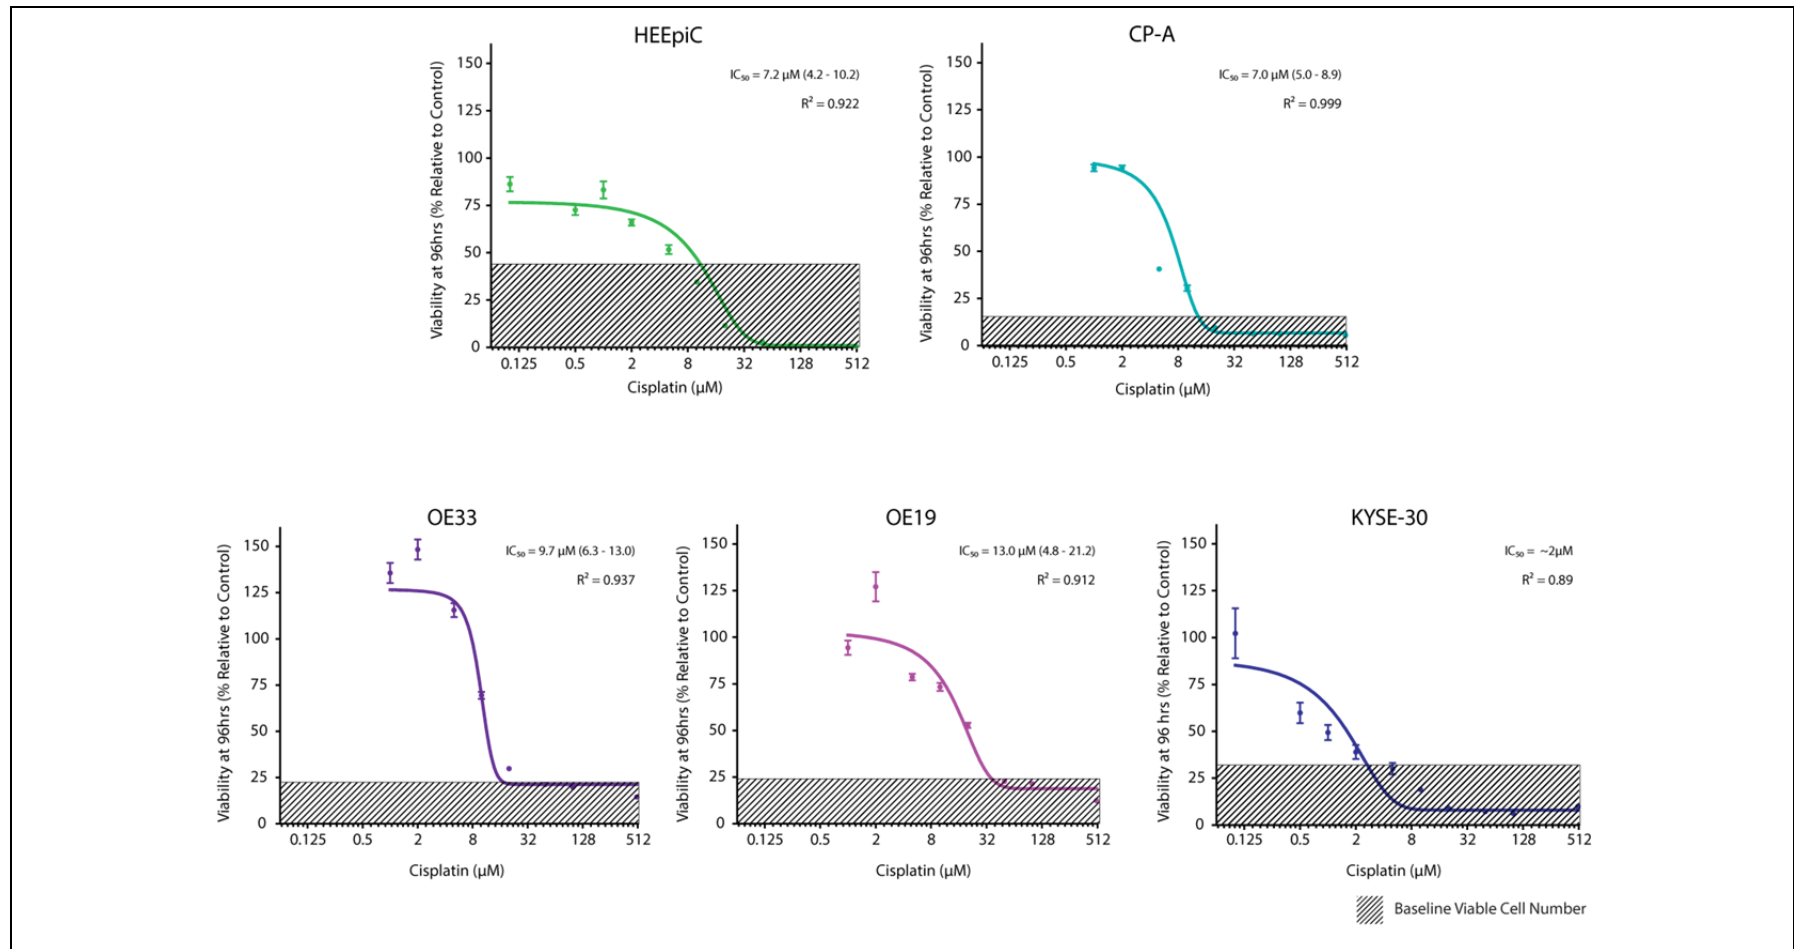 HEEpiC
IC₅₀ = 7.2 µM (4.2 - 10.2)
R² = 0.922
Viability at 96hrs (% Relative to Control)
150
125
100
75
50
25
0
0.125 0.5 2 8 32 128 512
Cisplatin (µM)
CP-A
IC₅₀ = 7.0 µM (5.0 - 8.9)
R² = 0.999
Viability at 96hrs (% Relative to Control)
150
125
100
75
50
25
0
0.125 0.5 2 8 32 128 512
Cisplatin (µM)
OE33
IC₅₀ = 9.7 µM (6.3 - 13.0)
R² = 0.937
Viability at 96hrs (% Relative to Control)
150
125
100
75
50
25
0
0.125 0.5 2 8 32 128 512
Cisplatin (µM)
OE19
IC₅₀ = 13.0 µM (4.8 - 21.2)
R² = 0.912
Viability at 96hrs (% Relative to Control)
150
125
100
75
50
25
0
0.125 0.5 2 8 32 128 512
Cisplatin (µM)
KYSE-30
IC₅₀ = ~2µM
R² = 0.89
Viability at 96 hrs (% Relative to Control)
150
125
100
75
50
25
0
0.125 0.5 2 8 32 128 512
Cisplatin (µM)
Baseline Viable Cell Number